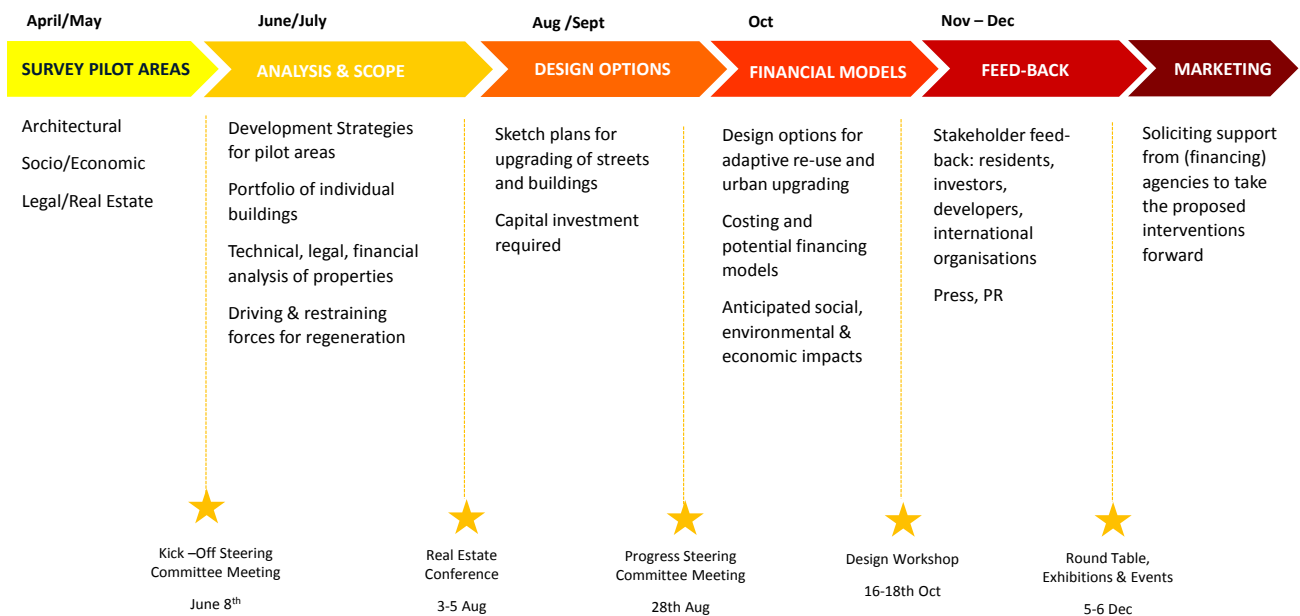 April/May
June/July
Aug /Sept
Oct
Nov – Dec
SURVEY PILOT AREAS
ANALYSIS & SCOPE
DESIGN OPTIONS
FINANCIAL MODELS
FEED-BACK
MARKETING
Architectural
Socio/Economic
Legal/Real Estate
Development Strategies
for pilot areas
Portfolio of individual
buildings
Technical, legal, financial
analysis of properties
Driving & restraining
forces for regeneration
Sketch plans for
upgrading of streets
and buildings
Capital investment
required
Design options for
adaptive re-use and
urban upgrading
Costing and
potential financing
models
Anticipated social,
environmental &
economic impacts
Stakeholder feed-
back: residents,
investors,
developers,
international
organisations
Press, PR
Soliciting support
from (financing)
agencies to take
the proposed
interventions
forward
Kick –Off Steering
Committee Meeting
June 8th
Real Estate
Conference
3-5 Aug
Progress Steering
Committee Meeting
28th Aug
Design Workshop
16-18th Oct
Round Table,
Exhibitions & Events
5-6 Dec